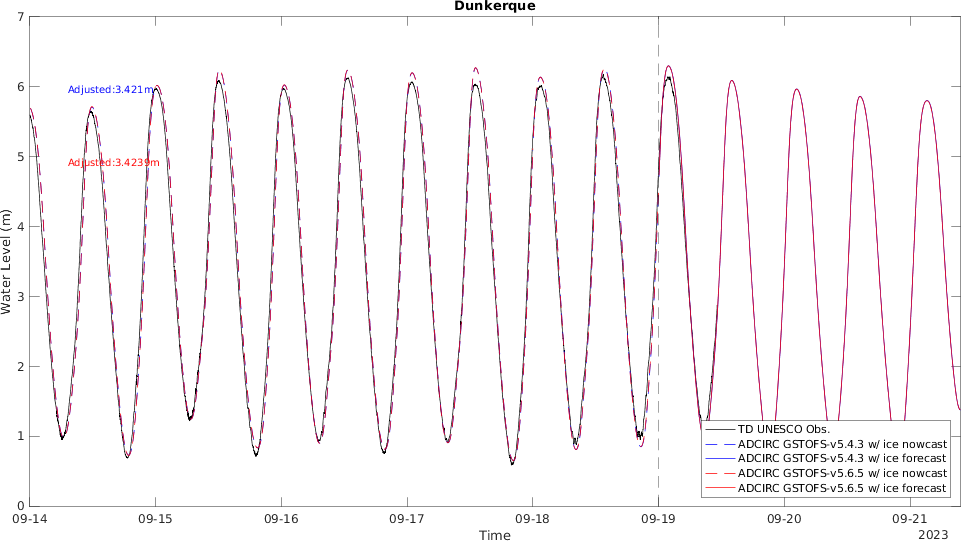 Dunkerque
7
6
5
4
3
2
1
0
Water Level (m)
Adjusted:3.421m
Adjusted:3.4239m
TD UNESCO Obs.
ADCIRC GSTOFS-v5.4.3 w/ ice nowcast
ADCIRC GSTOFS-v5.4.3 w/ ice forecast
ADCIRC GSTOFS-v5.6.5 w/ ice nowcast
ADCIRC GSTOFS-v5.6.5 w/ ice forecast
09-14 09-15 09-16 09-17 09-18 09-19 09-20 09-21
Time
2023